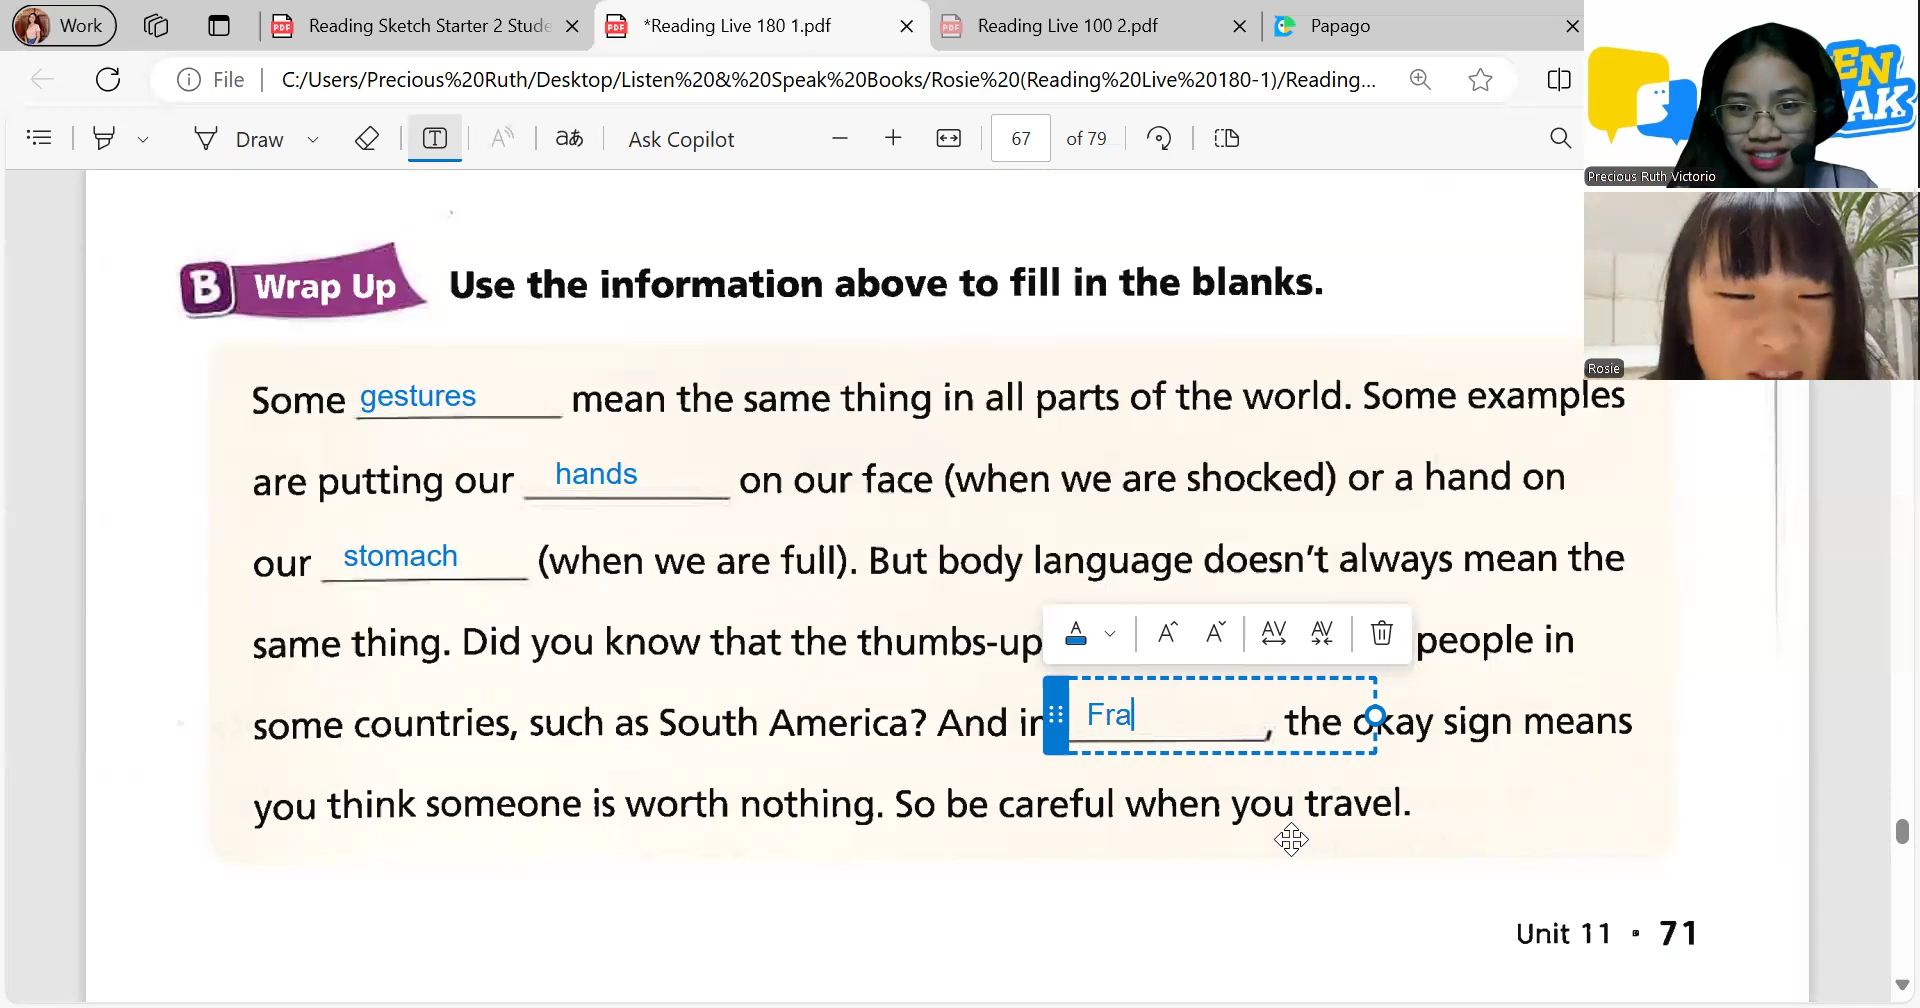 Work
Reading Sketch Starter 2 Stude
*Reading Live 180 1.pdf
Reading Live 100 2.pdf
Papago
File
C:/Users/Precious%20Ruth/Desktop/Listen%20&%20Speak%20Books/Rosie%20(Reading%20Live%20180-1)/Reading...
Draw
Ask Copilot
67 of 79
EN
AK
Precious Ruth Victorio
Rosie
B Wrap Up Use the information above to fill in the blanks.
Some gestures mean the same thing in all parts of the world. Some examples
are putting our hands on our face (when we are shocked) or a hand on
our stomach (when we are full). But body language doesn't always mean the
same thing. Did you know that the thumbs-up people in
some countries, such as South America? And in Fra, the okay sign means
you think someone is worth nothing. So be careful when you travel.
Unit 11 • 71